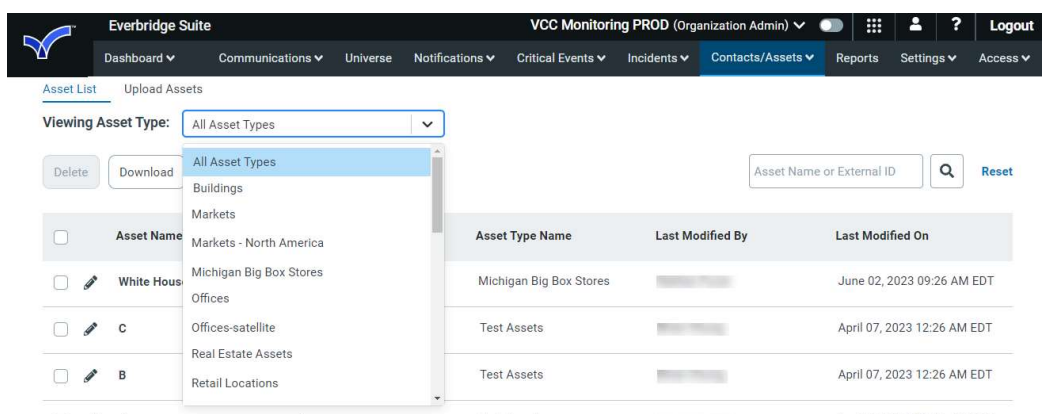 Everbridge Suite VCC Monitoring PROD (Organization Admin) ? Logout
Dashboard Communications Universe Notifications Critical Events Incidents Contacts/Assets Reports Settings Access
Asset List Upload Assets
Viewing Asset Type: All Asset Types
All Asset Types
Delete Download Asset Name or External ID Reset
Buildings
Markets
Asset Name Asset Type Name Last Modified By Last Modified On
Markets - North America
Michigan Big Box Stores
White Hous Michigan Big Box Stores June 02, 2023 09:26 AM EDT
Offices
Offices-satellite
C Test Assets April 07, 2023 12:26 AM EDT
Real Estate Assets
B Test Assets April 07, 2023 12:26 AM EDT
Retail Locations